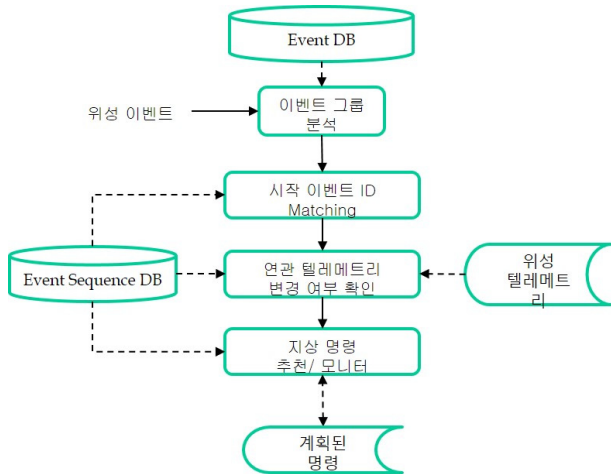 Event DB
위성 이벤트
이벤트 그룹
분석
시작 이벤트 ID
Matching
Event Sequence DB
연관 텔레메트리
변경 여부 확인
위성
텔레메트
리
지상 명령
추천/ 모니터
계획된
명령